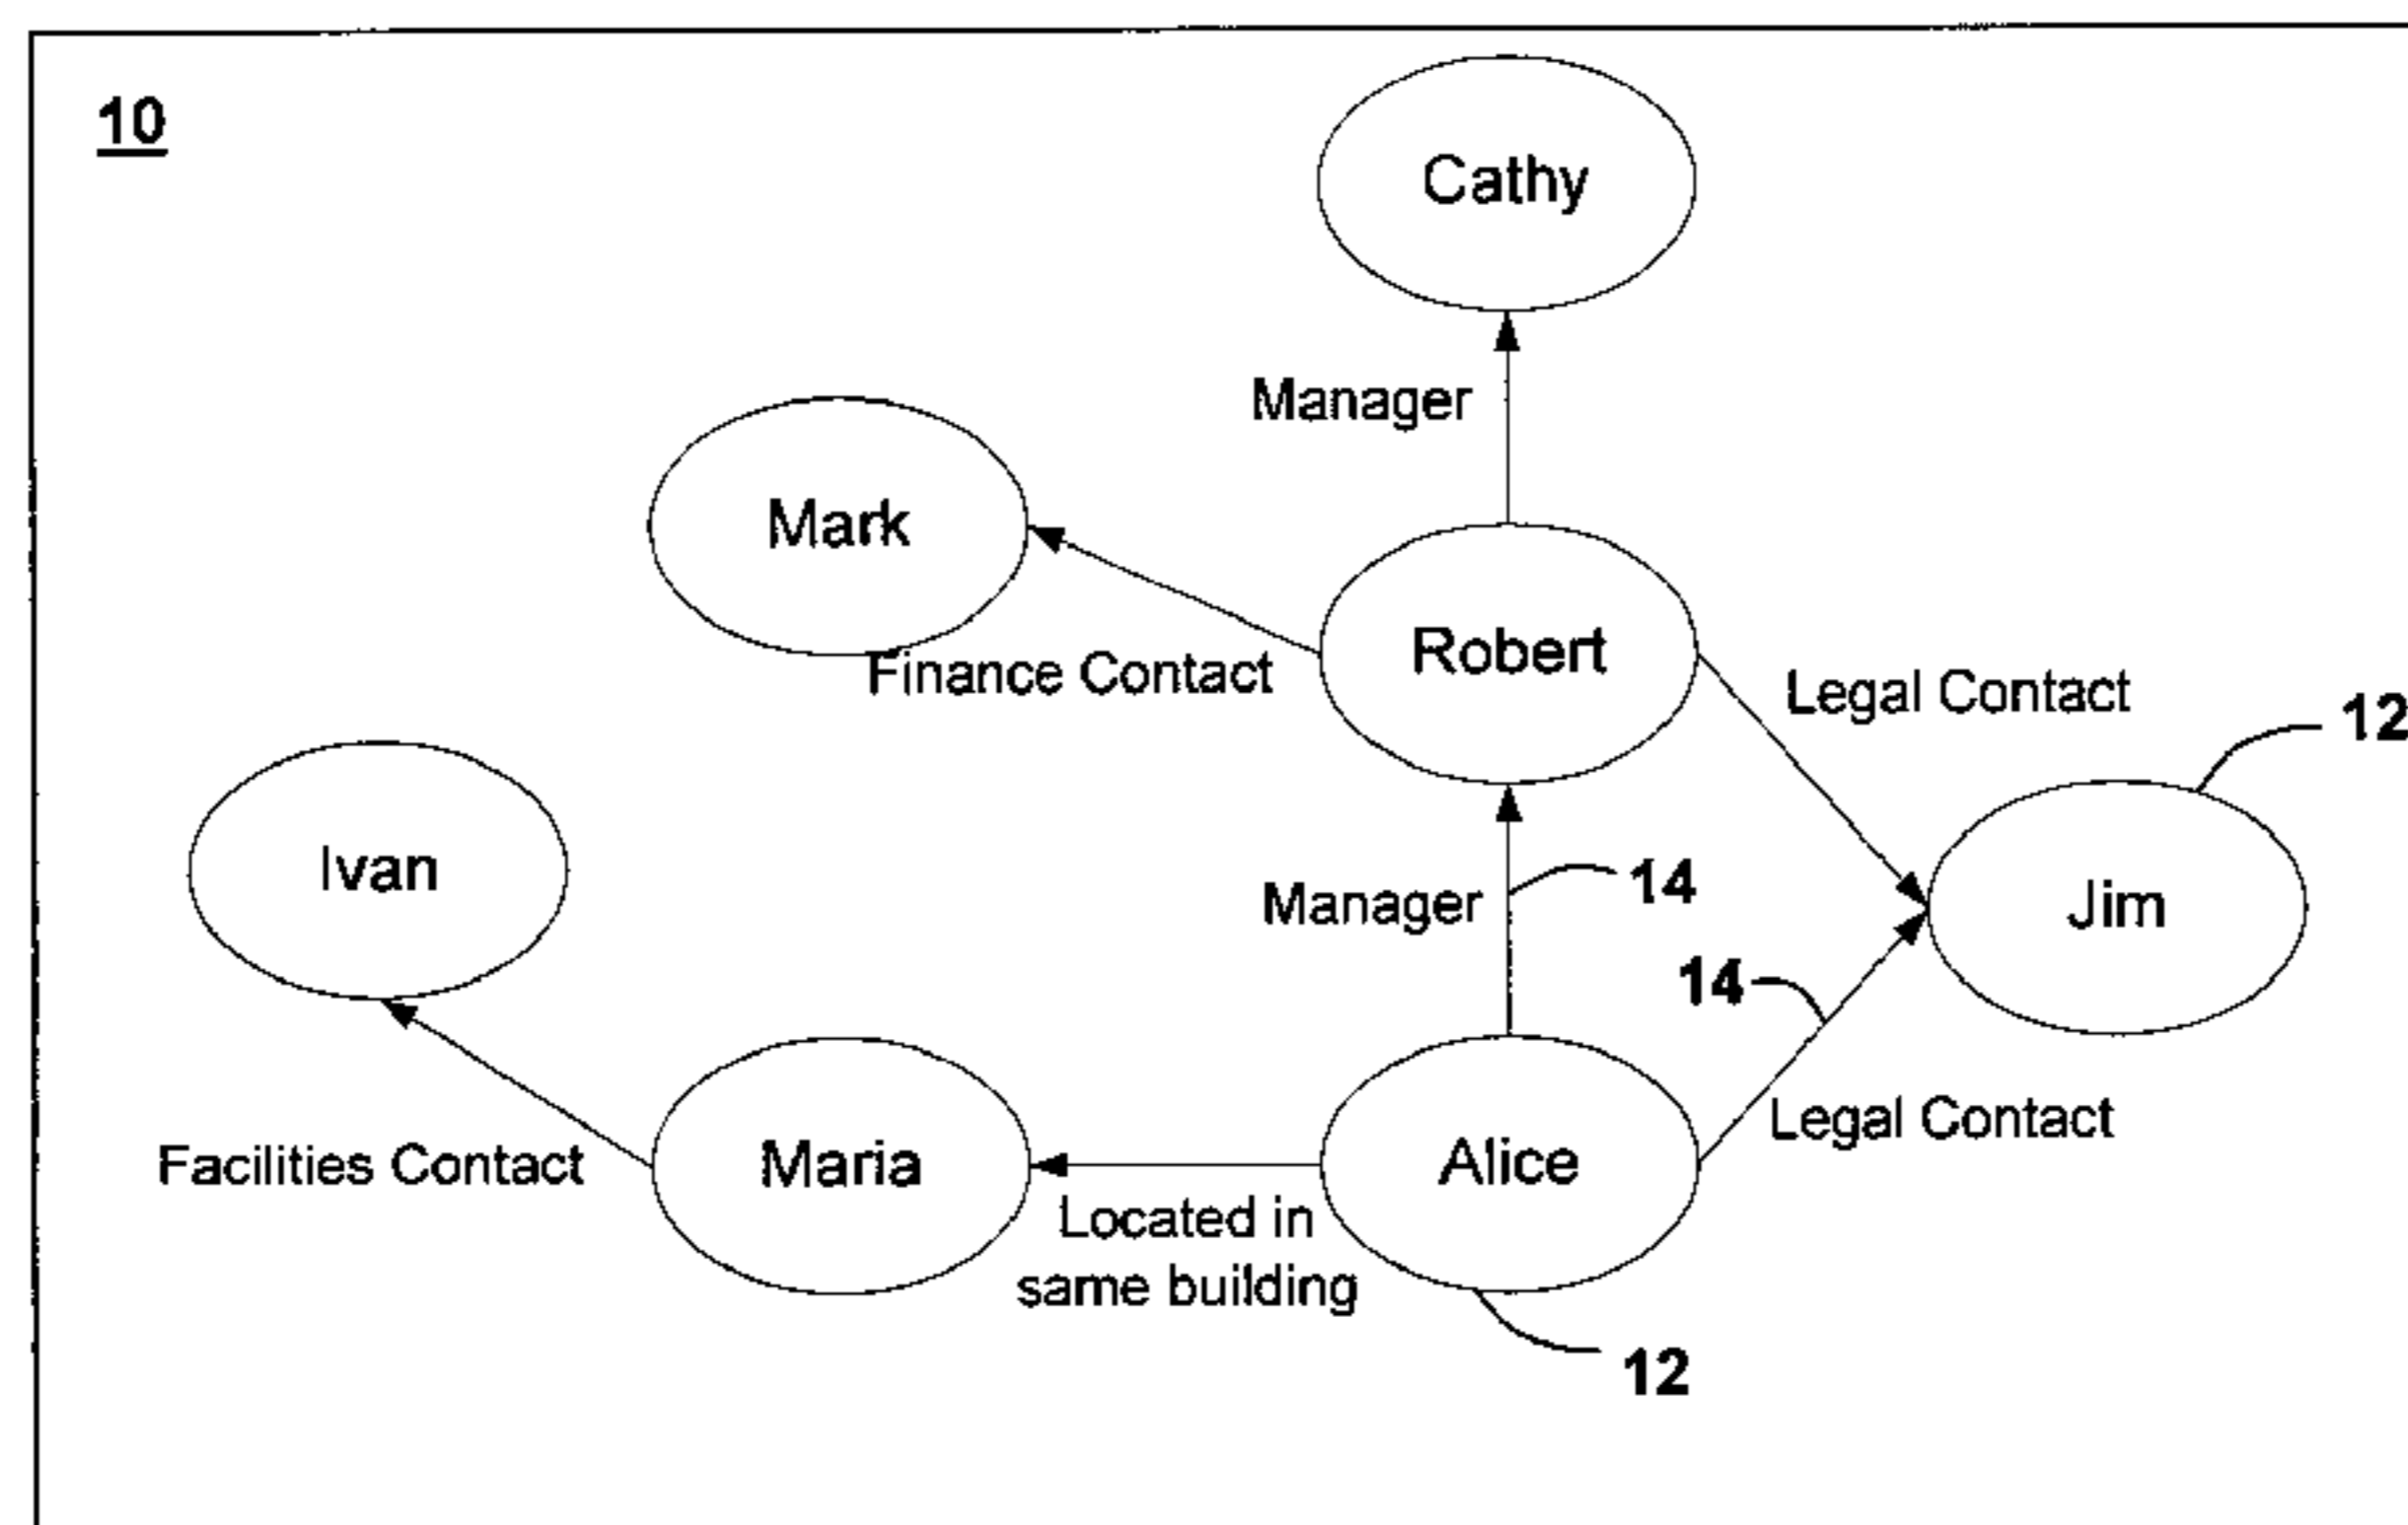 10
Cathy
Manager
Mark
Robert
Finance Contact
Legal Contact
12
Ivan
Manager
14
Jim
14
Facilities Contact
Maria
Alice
Legal Contact
Located in
same building
12